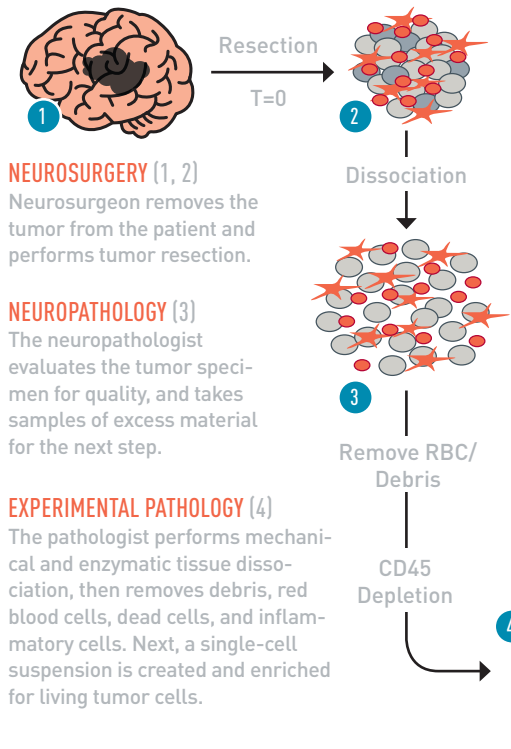 Resection
T=0
1
2
NEUROSURGERY (1, 2)
Neurosurgeon removes the
tumor from the patient and
performs tumor resection.
Dissociation
NEUROPATHOLOGY (3)
The neuropathologist
evaluates the tumor speci-
men for quality, and takes
samples of excess material
for the next step.
3
Remove RBC/
Debris
EXPERIMENTAL PATHOLOGY (4)
The pathologist performs mechani-
cal and enzymatic tissue disso-
ciation, then removes debris, red
blood cells, dead cells, and inflam-
matory cells. Next, a single-cell
suspension is created and enriched
for living tumor cells.
CD45
Depletion
4